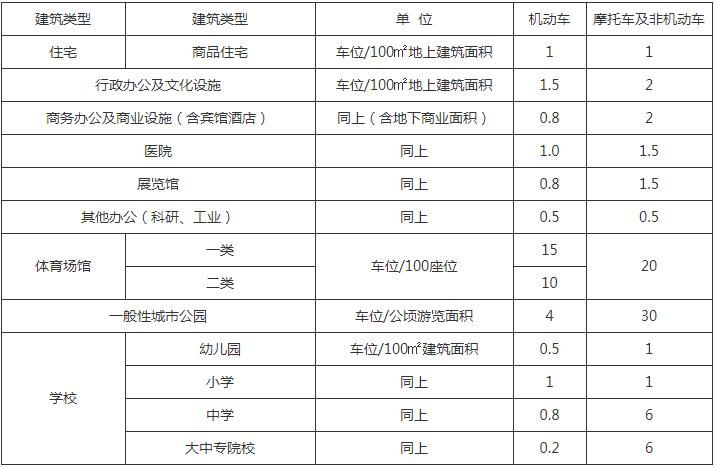 建筑类型 建筑类型 单 位 机动车 摩托车及非机动车
住宅 商品住宅 车位/100㎡地上建筑面积 1 1
行政办公及文化设施 车位/100㎡地上建筑面积 1.5 2
商务办公及商业设施（含宾馆酒店） 同上（含地下商业面积） 0.8 2
医院 同上 1.0 1.5
展览馆 同上 0.8 1.5
其他办公（科研、工业） 同上 0.5 0.5
体育场馆 一类 车位/100座位 15 20
二类 10
一般性城市公园 车位/公顷游览面积 4 30
学校 幼儿园 车位/100㎡建筑面积 0.5 1
小学 同上 1 1
中学 同上 0.8 6
大中专院校 同上 0.2 6